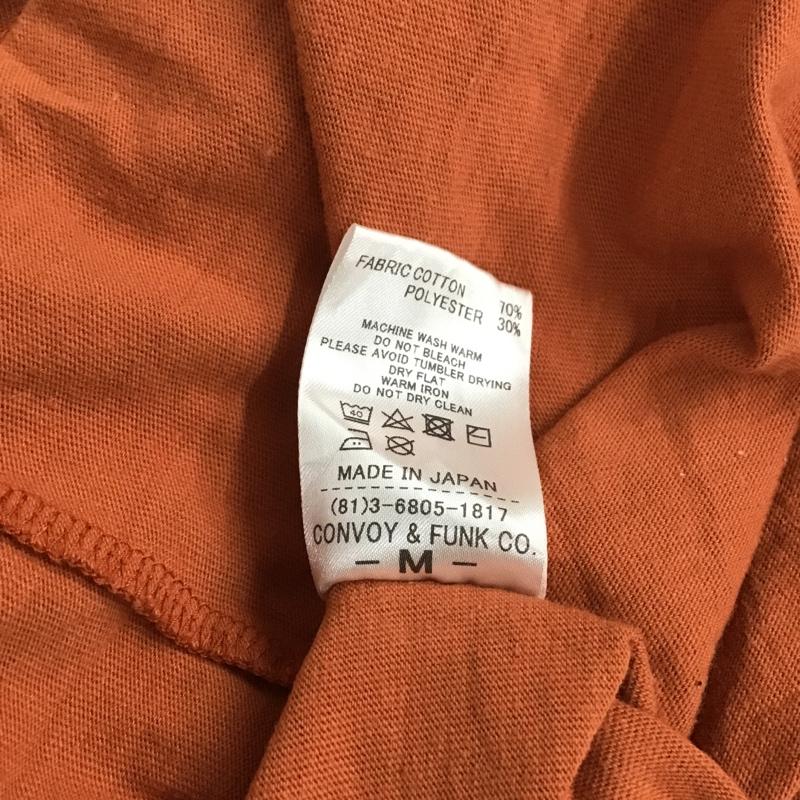 FABRIC COTTON 70%
POLYESTER 30%
MACHINE WASH WARM
DO NOT BLEACH
PLEASE AVOID TUMBLER DRYING
DRY FLAT
WARM IRON
DO NOT DRY CLEAN
40
MADE IN JAPAN
(81)3-6805-1817
CONVOY & FUNK CO.
- M -